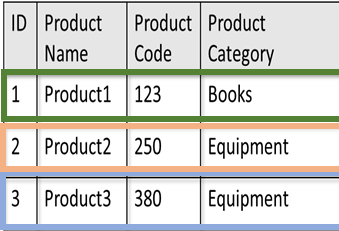 ID Product Product Product
Name Code Category
1 Product1 123 Books
2 Product2 250 Equipment
3 Product3 380 Equipment